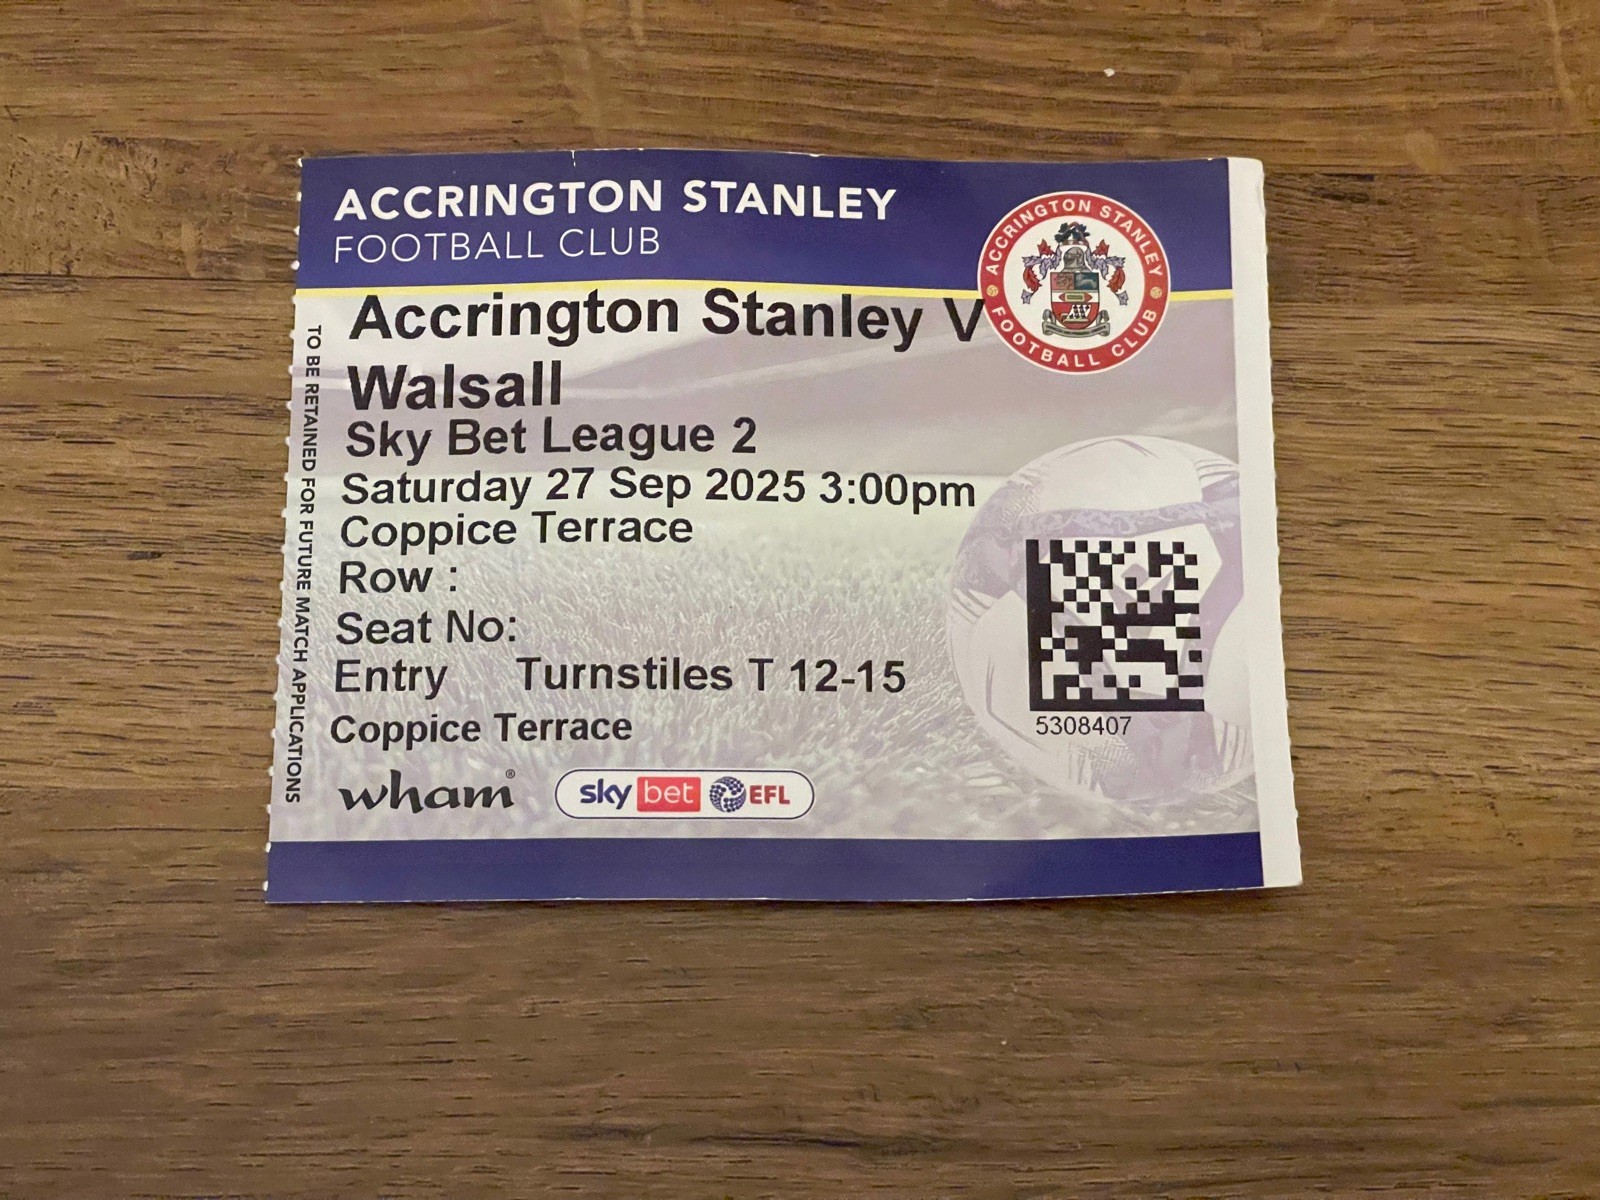 ACCRINGTON STANLEY
FOOTBALL CLUB
ACCRINGTON STANLEY
FOOTBALL CLUB
Accrington Stanley V
Walsall
Sky Bet League 2
Saturday 27 Sep 2025 3:00pm
Coppice Terrace
Row :
Seat No:
Entry Turnstiles T 12-15
Coppice Terrace
5308407
wham®
sky bet EFL
TO BE RETAINED FOR FUTURE MATCH APPLICATIONS